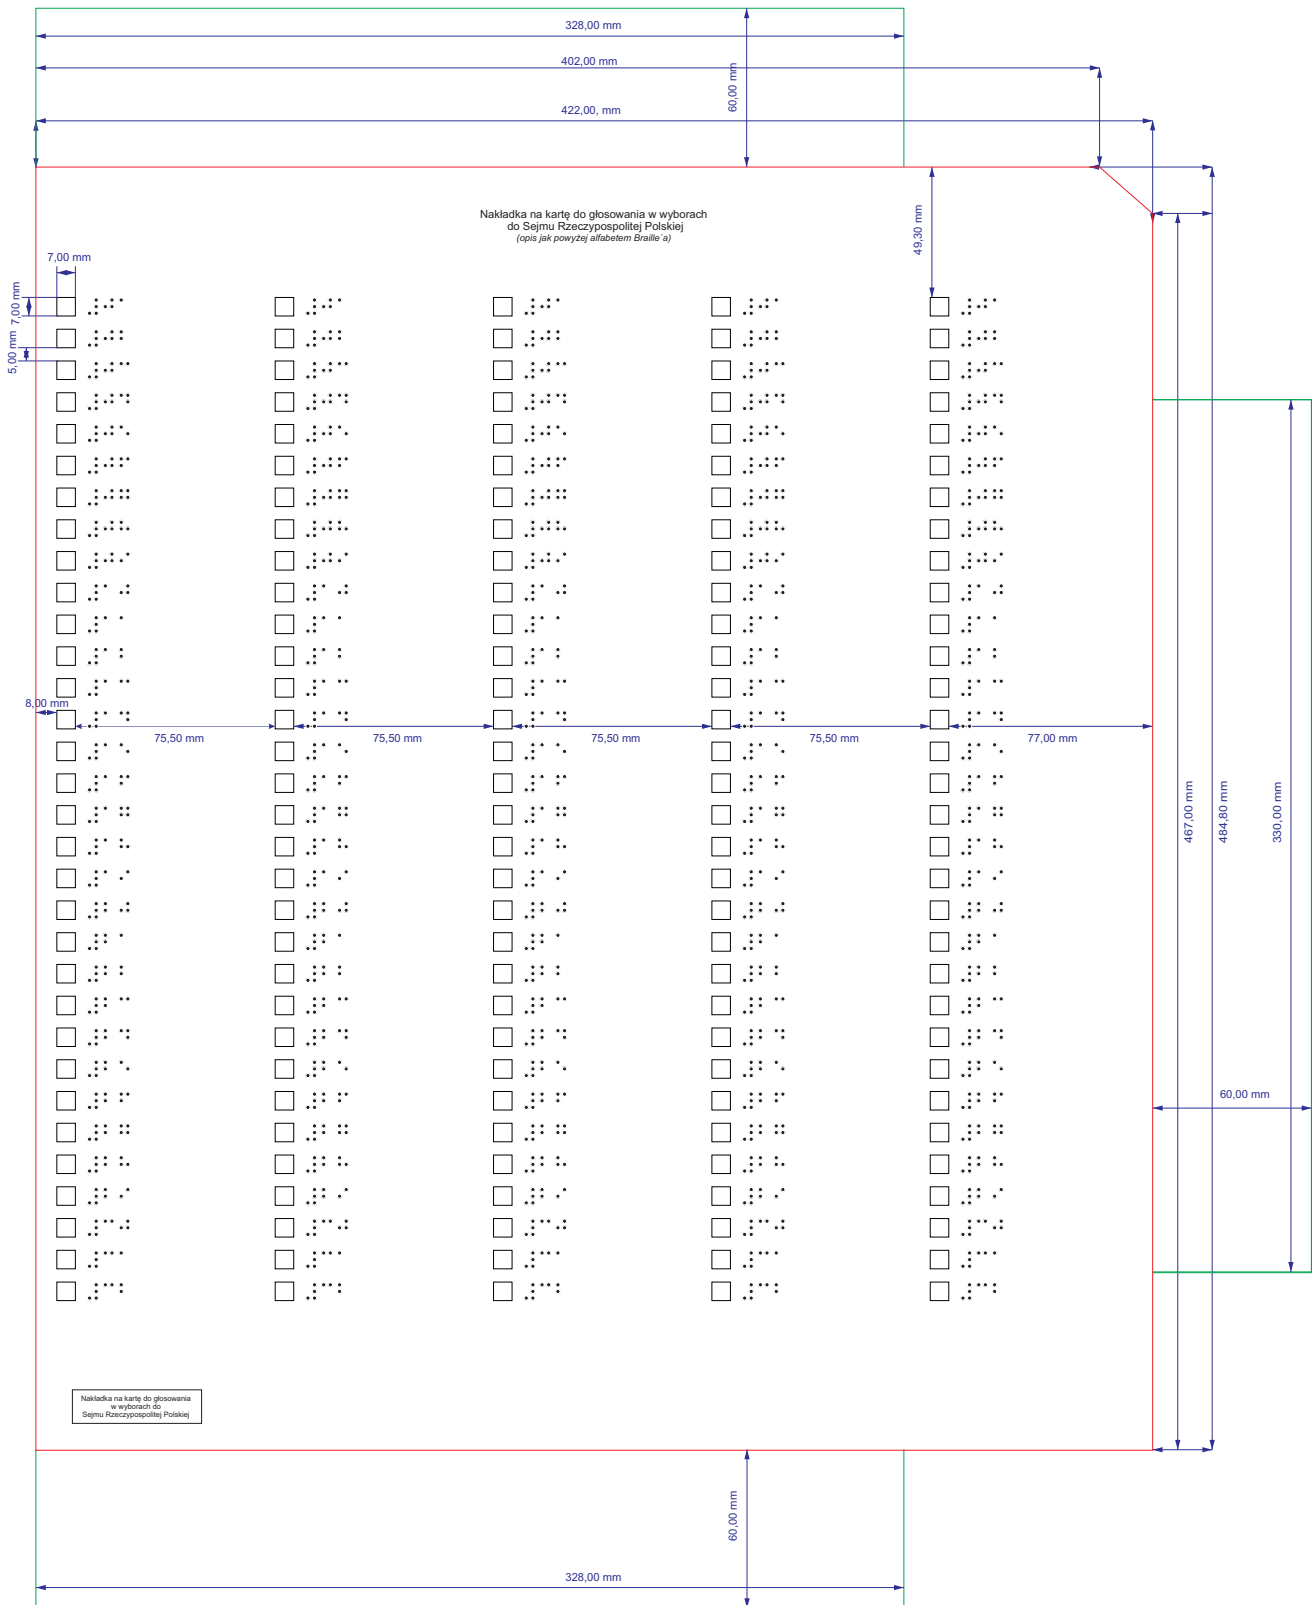 328,00 mm
402,00 mm
60,00 mm
422,00, mm
Nakładka na kartę do głosowania w wyborach
do Sejmu Rzeczypospolitej Polskiej
(opis jak powyżej alfabetem Braille`a)
49,30 mm
7,00 mm
7,00 mm
5,00 mm
⠼⠚⠁ ⠼⠚⠁ ⠼⠚⠁ ⠼⠚⠁ ⠼⠚⠁
⠼⠚⠃ ⠼⠚⠃ ⠼⠚⠃ ⠼⠚⠃ ⠼⠚⠃
⠼⠚⠉ ⠼⠚⠉ ⠼⠚⠉ ⠼⠚⠉ ⠼⠚⠉
⠼⠚⠙ ⠼⠚⠙ ⠼⠚⠙ ⠼⠚⠙ ⠼⠚⠙
⠼⠚⠑ ⠼⠚⠑ ⠼⠚⠑ ⠼⠚⠑ ⠼⠚⠑
⠼⠚⠋ ⠼⠚⠋ ⠼⠚⠋ ⠼⠚⠋ ⠼⠚⠋
⠼⠚⠛ ⠼⠚⠛ ⠼⠚⠛ ⠼⠚⠛ ⠼⠚⠛
⠼⠚⠓ ⠼⠚⠓ ⠼⠚⠓ ⠼⠚⠓ ⠼⠚⠓
⠼⠚⠊ ⠼⠚⠊ ⠼⠚⠊ ⠼⠚⠊ ⠼⠚⠊
⠼⠁⠚ ⠼⠁⠚ ⠼⠁⠚ ⠼⠁⠚ ⠼⠁⠚
⠼⠁⠁ ⠼⠁⠁ ⠼⠁⠁ ⠼⠁⠁ ⠼⠁⠁
⠼⠁⠃ ⠼⠁⠃ ⠼⠁⠃ ⠼⠁⠃ ⠼⠁⠃
⠼⠁⠉ ⠼⠁⠉ ⠼⠁⠉ ⠼⠁⠉ ⠼⠁⠉
8,00 mm
⠼⠁⠙ ⠼⠁⠙ ⠼⠁⠙ ⠼⠁⠙ ⠼⠁⠙
75,50 mm 75,50 mm 75,50 mm 75,50 mm 77,00 mm
⠼⠁⠑ ⠼⠁⠑ ⠼⠁⠑ ⠼⠁⠑ ⠼⠁⠑
⠼⠁⠋ ⠼⠁⠋ ⠼⠁⠋ ⠼⠁⠋ ⠼⠁⠋
⠼⠁⠛ ⠼⠁⠛ ⠼⠁⠛ ⠼⠁⠛ ⠼⠁⠛
467,00 mm
484,80 mm
330,00 mm
⠼⠁⠓ ⠼⠁⠓ ⠼⠁⠓ ⠼⠁⠓ ⠼⠁⠓
⠼⠁⠊ ⠼⠁⠊ ⠼⠁⠊ ⠼⠁⠊ ⠼⠁⠊
⠼⠃⠚ ⠼⠃⠚ ⠼⠃⠚ ⠼⠃⠚ ⠼⠃⠚
⠼⠃⠁ ⠼⠃⠁ ⠼⠃⠁ ⠼⠃⠁ ⠼⠃⠁
⠼⠃⠃ ⠼⠃⠃ ⠼⠃⠃ ⠼⠃⠃ ⠼⠃⠃
⠼⠃⠉ ⠼⠃⠉ ⠼⠃⠉ ⠼⠃⠉ ⠼⠃⠉
⠼⠃⠙ ⠼⠃⠙ ⠼⠃⠙ ⠼⠃⠙ ⠼⠃⠙
⠼⠃⠑ ⠼⠃⠑ ⠼⠃⠑ ⠼⠃⠑ ⠼⠃⠑
60,00 mm
⠼⠃⠋ ⠼⠃⠋ ⠼⠃⠋ ⠼⠃⠋ ⠼⠃⠋
⠼⠃⠛ ⠼⠃⠛ ⠼⠃⠛ ⠼⠃⠛ ⠼⠃⠛
⠼⠃⠓ ⠼⠃⠓ ⠼⠃⠓ ⠼⠃⠓ ⠼⠃⠓
⠼⠃⠊ ⠼⠃⠊ ⠼⠃⠊ ⠼⠃⠊ ⠼⠃⠊
⠼⠉⠚ ⠼⠉⠚ ⠼⠉⠚ ⠼⠉⠚ ⠼⠉⠚
⠼⠉⠁ ⠼⠉⠁ ⠼⠉⠁ ⠼⠉⠁ ⠼⠉⠁
⠼⠉⠃ ⠼⠉⠃ ⠼⠉⠃ ⠼⠉⠃ ⠼⠉⠃
Nakładka na kartę do głosowania
w wyborach do
Sejmu Rzeczypospolitej Polskiej
60,00 mm
328,00 mm